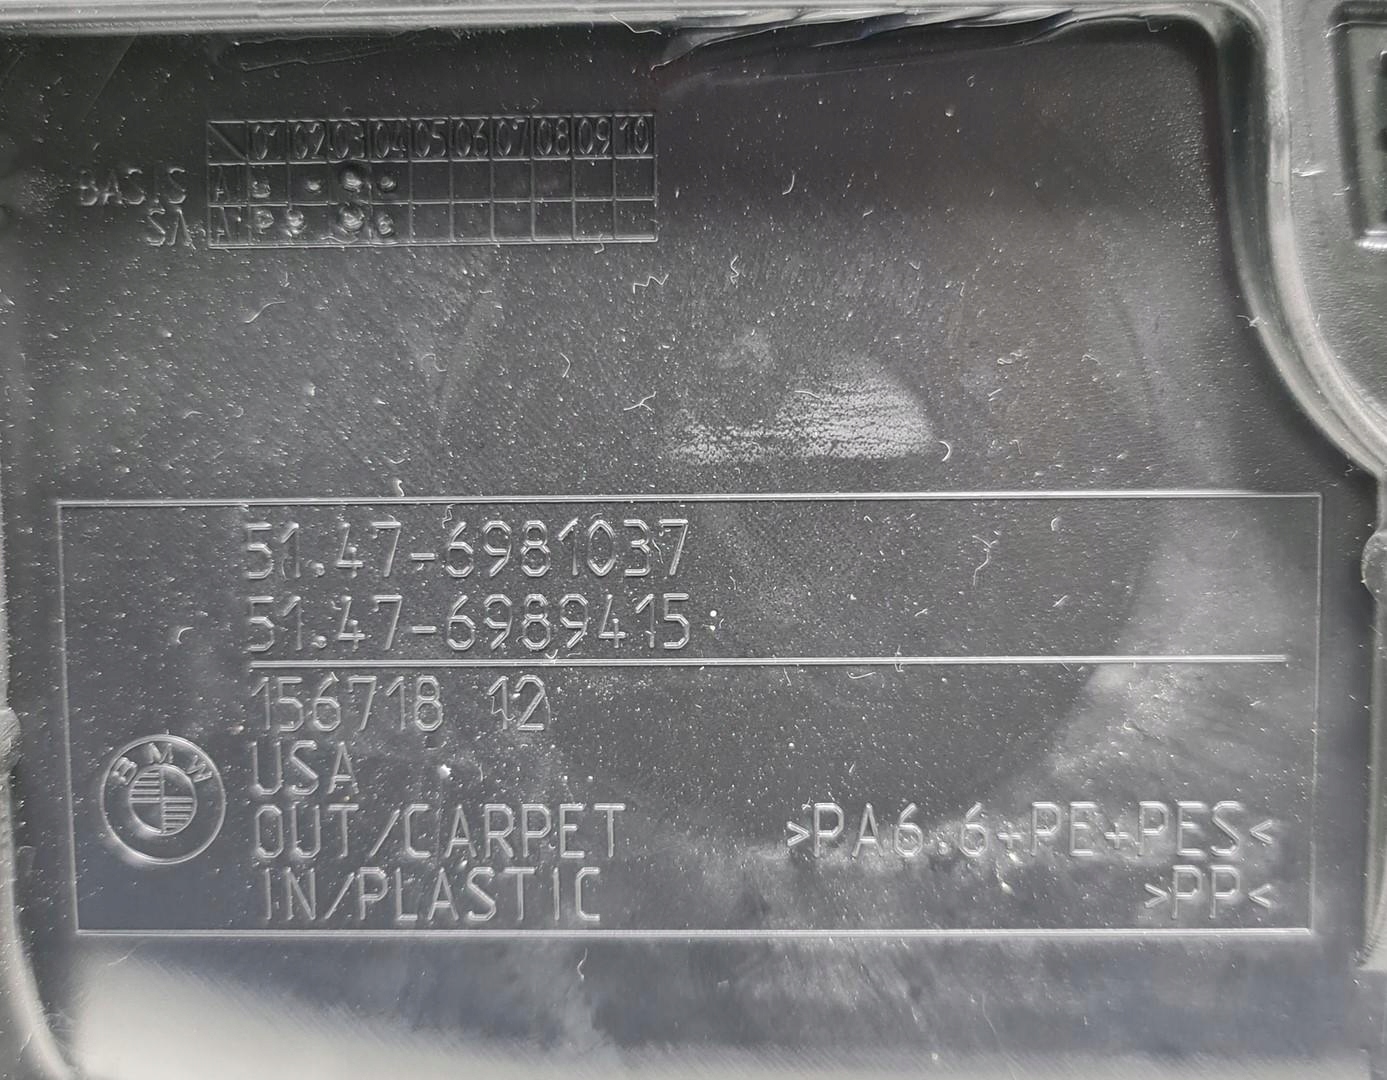 01 02 03 04 05 06 07 08 09 10
BASIS A
SA A
51.47-6981037
51.47-6989415
156718 12
BMW
USA
OUT/CARPET >PA6.6+PE+PES<
IN/PLASTIC >PP<